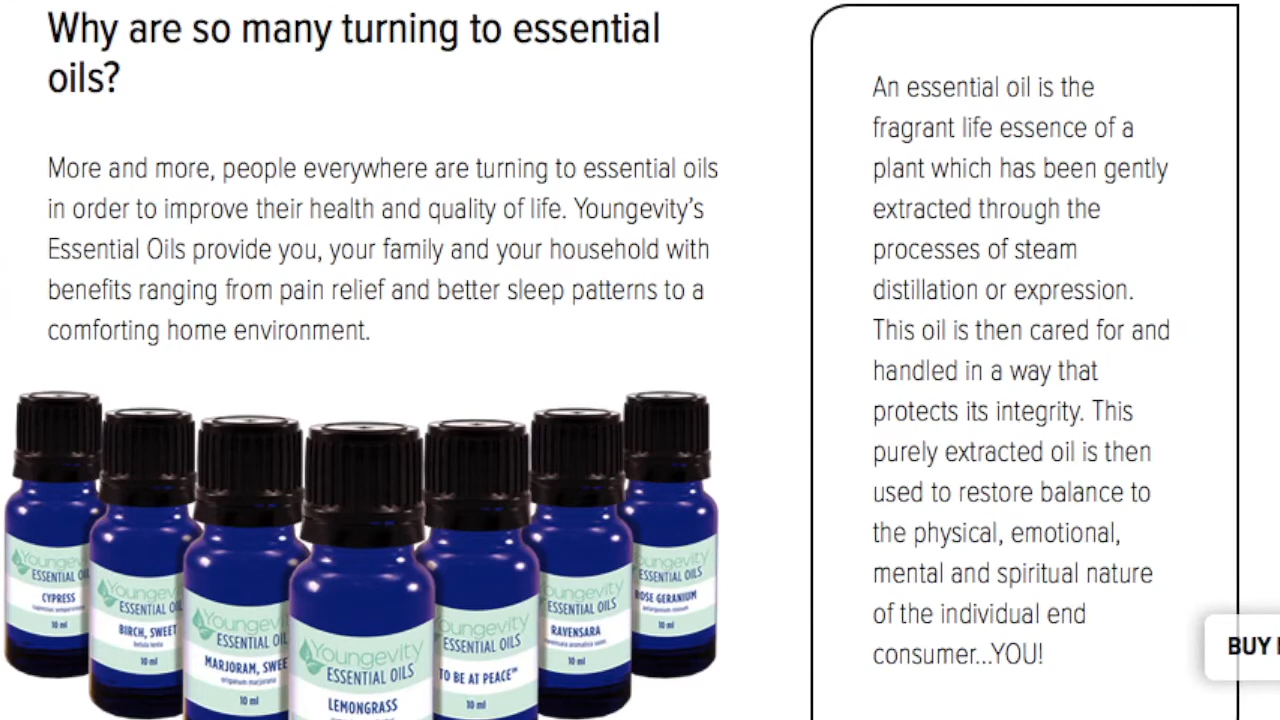 Why are so many turning to essential
oils?
More and more, people everywhere are turning to essential oils
in order to improve their health and quality of life. Youngevity’s
Essential Oils provide you, your family and your household with
benefits ranging from pain relief and better sleep patterns to a
comforting home environment.
An essential oil is the
fragrant life essence of a
plant which has been gently
extracted through the
processes of steam
distillation or expression.
This oil is then cared for and
handled in a way that
protects its integrity. This
purely extracted oil is then
used to restore balance to
the physical, emotional,
mental and spiritual nature
of the individual end
consumer...YOU!
Youngevity
ESSENTIAL
CYPRESS
10 ml
Youngevity
ESSENTIAL
BIRCH, SWEET
betula lenta
10 ml
Youngevity
ESSENTIAL
MARJORAM, SWEE
origanum marjorana
10 ml
Youngevity
ESSENTIAL OILS
LEMONGRASS
Youngevity
ESSENTIAL OILS
TO BE AT PEACE™
10 ml
Youngevity
ESSENTIAL OILS
RAVENSARA
10 ml
Youngevity
ESSENTIAL OILS
ROSE GERANIUM
10 ml
BUY